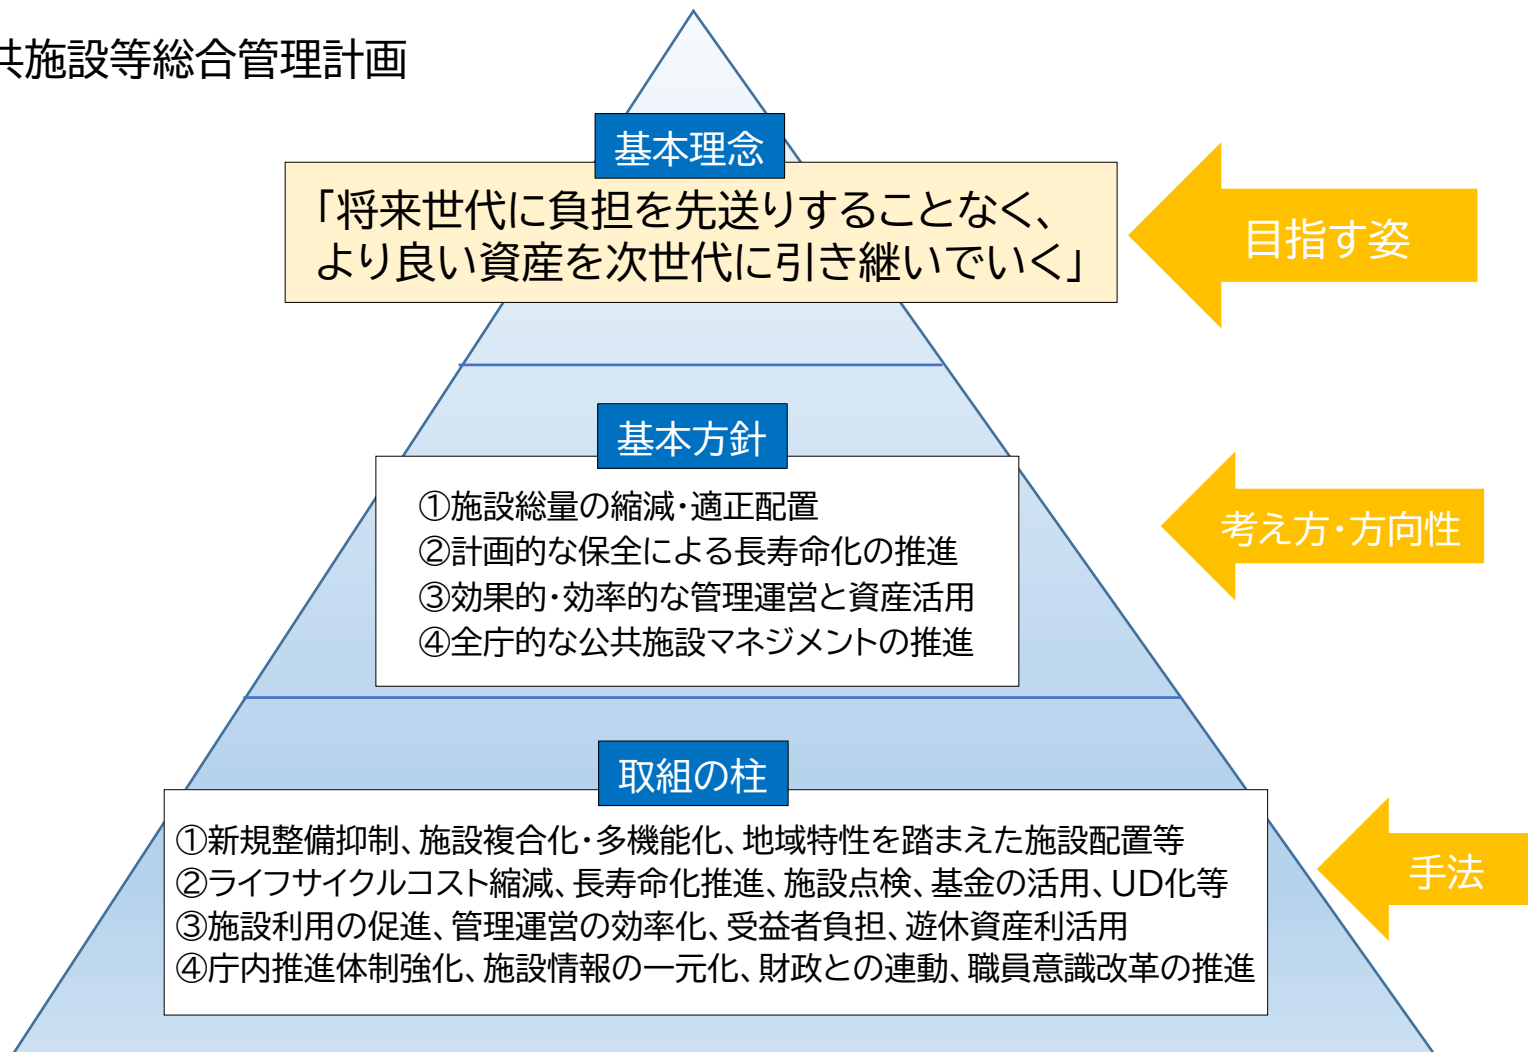 共施設等総合管理計画
基本理念
「将来世代に負担を先送りすることなく、
より良い資産を次世代に引き継いでいく」
目指す姿
基本方針
①施設総量の縮減・適正配置
②計画的な保全による長寿命化の推進
③効果的・効率的な管理運営と資産活用
④全庁的な公共施設マネジメントの推進
考え方・方向性
取組の柱
①新規整備抑制、施設複合化・多機能化、地域特性を踏まえた施設配置等
②ライフサイクルコスト縮減、長寿命化推進、施設点検、基金の活用、UD化等
③施設利用の促進、管理運営の効率化、受益者負担、遊休資産利活用
④庁内推進体制強化、施設情報の一元化、財政との連動、職員意識改革の推進
手法